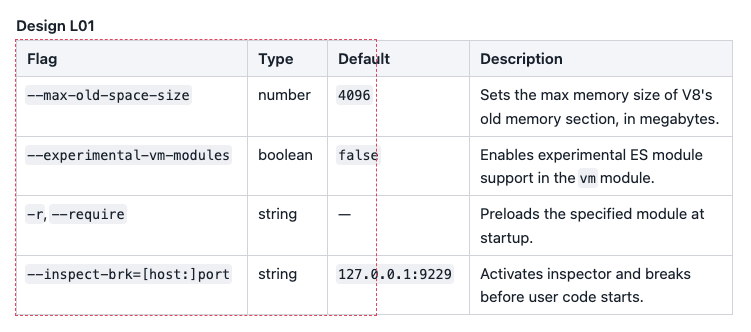 Design L01
Flag Type Default Description
--max-old-space-size number 4096 Sets the max memory size of V8's
old memory section, in megabytes.
--experimental-vm-modules boolean false Enables experimental ES module
support in the vm module.
-r, --require string — Preloads the specified module at
startup.
--inspect-brk=[host:]port string 127.0.0.1:9229 Activates inspector and breaks
before user code starts.